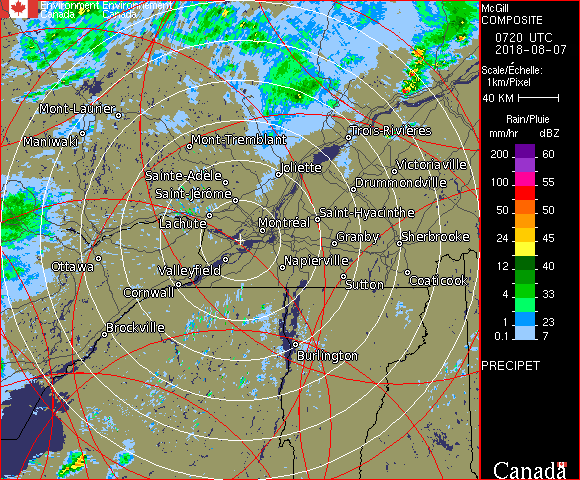 Environment Environnement
Canada Canada
McGill
COMPOSITE
0720 UTC
2018-08-07
Scale/Échelle:
1km/Pixel
40 KM
Rain/Pluie
mm/hr dBZ
200 60
100 55
50 50
24 45
12 40
4 33
1 23
0.1 7
PRECIPET
Canada
Mont-Laurier
Maniwaki
Mont-Tremblant
Trois-Rivières
Sainte-Adèle
Joliette
Victoriaville
Saint-Jérôme
Drummondville
Lachute
Montréal
Saint-Hyacinthe
Granby
Sherbrooke
Ottawa
Valleyfield
Napierville
Cornwall
Sutton
Coaticook
Brockville
Burlington